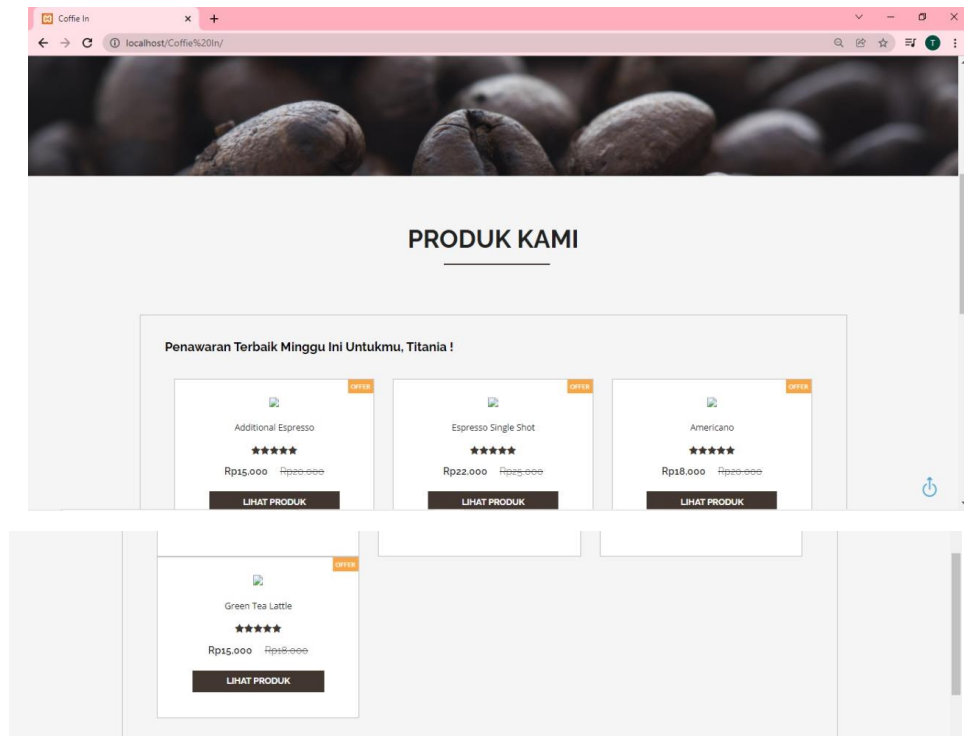 Coffie In
localhost/Coffie%20In/
T
PRODUK KAMI
Penawaran Terbaik Minggu Ini Untukmu, Titania !
OFFER OFFER OFFER
Additional Espresso Espresso Single Shot Americano
Rp15.000 Rp20.000 Rp22.000 Rp25.000 Rp18.000 Rp20.000
LIHAT PRODUK LIHAT PRODUK LIHAT PRODUK
OFFER
Green Tea Lattle
Rp15.000 Rp18.000
LIHAT PRODUK